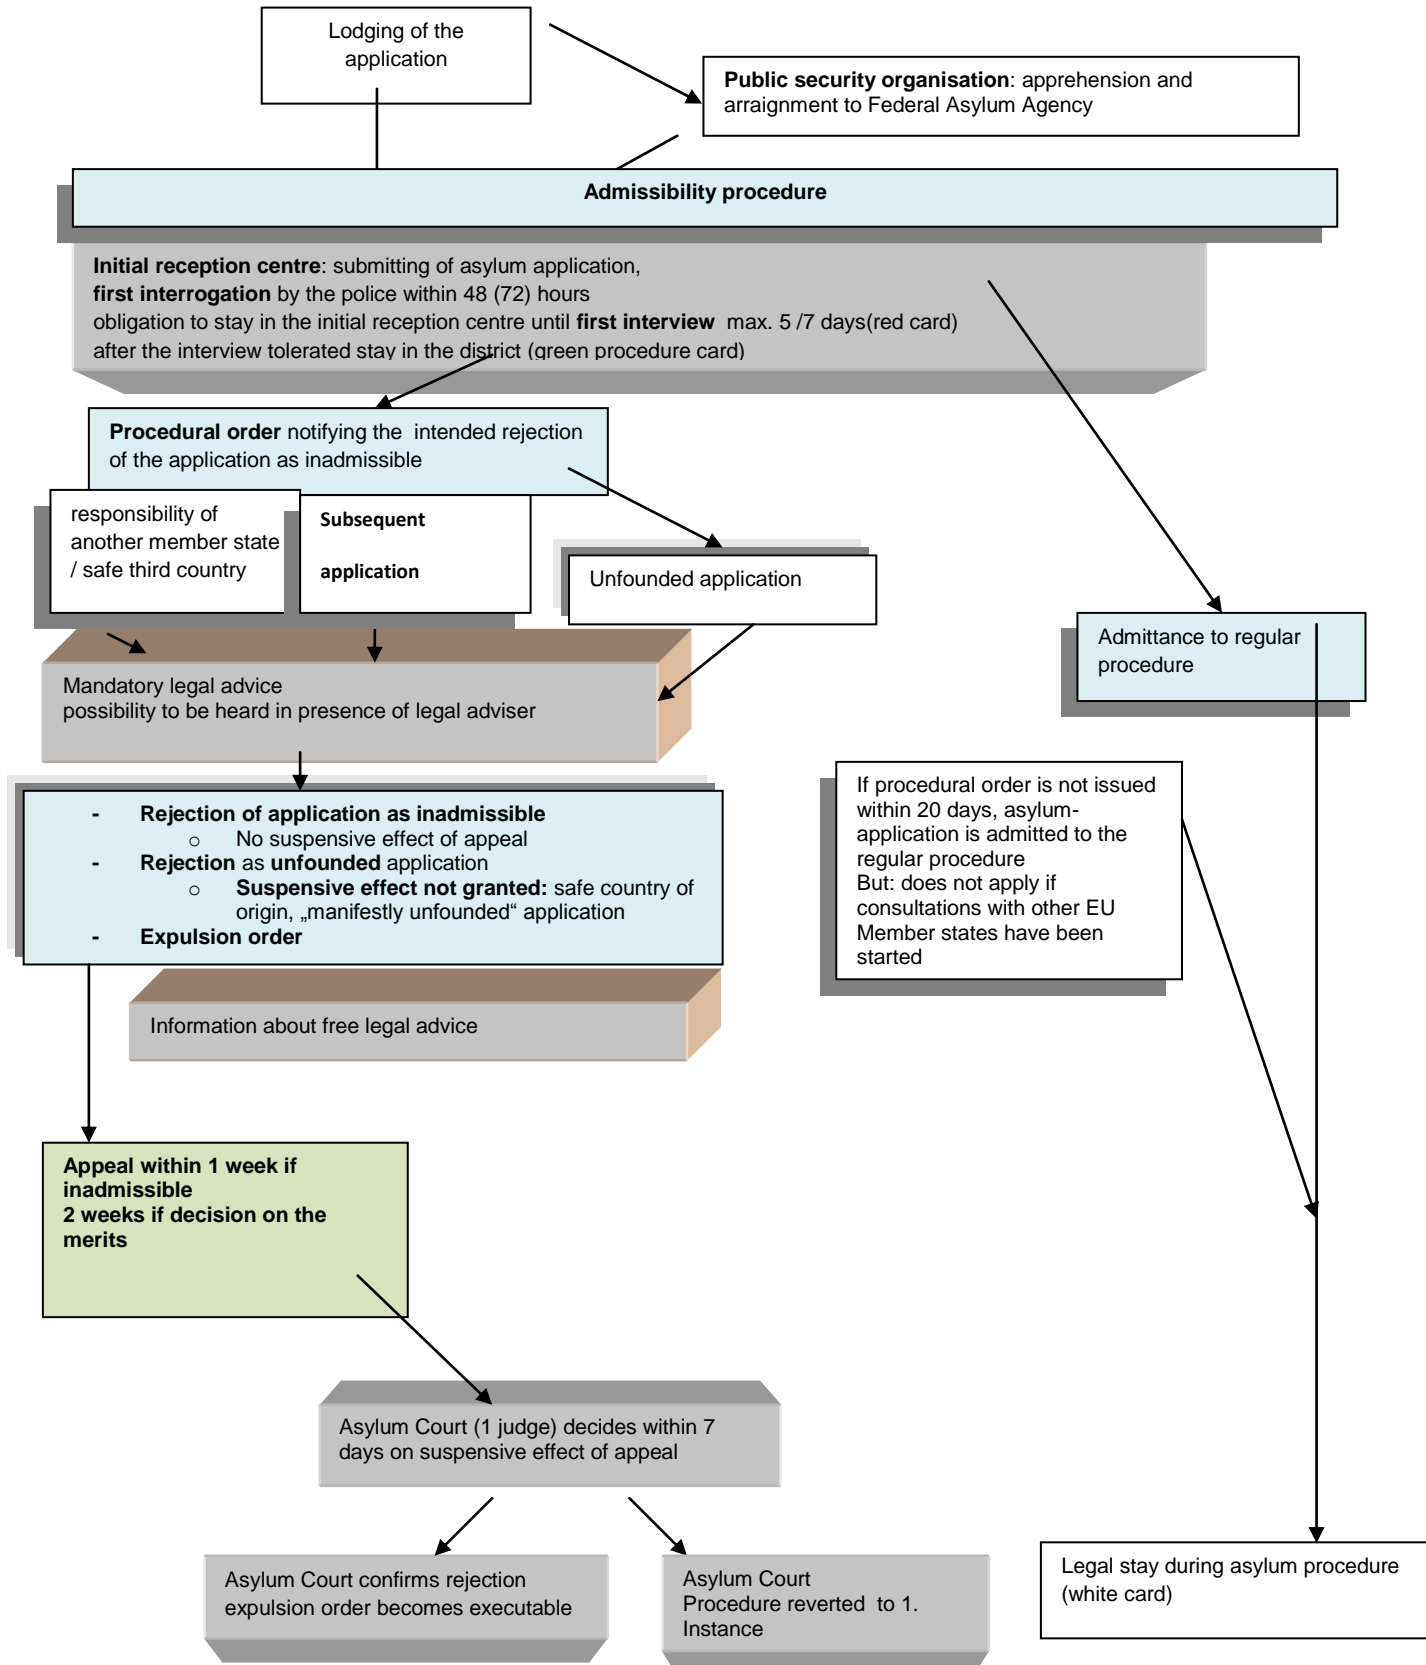 Lodging of the
application
Public security organisation: apprehension and
arraignment to Federal Asylum Agency
Admissibility procedure
Initial reception centre: submitting of asylum application,
first interrogation by the police within 48 (72) hours
obligation to stay in the initial reception centre until first interview max. 5 /7 days(red card)
after the interview tolerated stay in the district (green procedure card)
Procedural order notifying the intended rejection
of the application as inadmissible
responsibility of
another member state
/ safe third country
Subsequent
application
Unfounded application
Admittance to regular
procedure
Mandatory legal advice
possibility to be heard in presence of legal adviser
If procedural order is not issued
within 20 days, asylum-
application is admitted to the
regular procedure
But: does not apply if
consultations with other EU
Member states have been
started
- Rejection of application as inadmissible
o No suspensive effect of appeal
- Rejection as unfounded application
o Suspensive effect not granted: safe country of
origin, „manifestly unfounded“ application
- Expulsion order
Information about free legal advice
Appeal within 1 week if
inadmissible
2 weeks if decision on the
merits
Asylum Court (1 judge) decides within 7
days on suspensive effect of appeal
Asylum Court confirms rejection
expulsion order becomes executable
Asylum Court
Procedure reverted to 1.
Instance
Legal stay during asylum procedure
(white card)